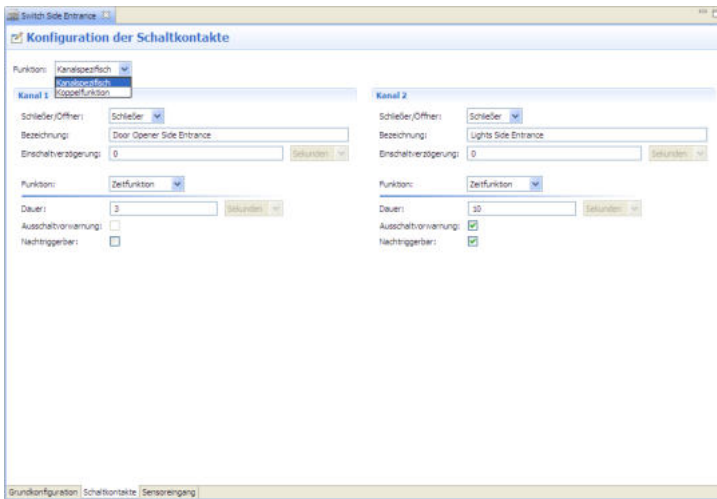 Switch Side Entrance
Konfiguration der Schaltkontakte
Funktion: Kanalspezifisch
Kanalspezifisch
Koppelfunktion
Kanal 1
Schließer/Öffner: Schließer
Bezeichnung: Door Opener Side Entrance
Einschaltverzögerung: 0 Sekunden
Funktion: Zeitfunktion
Dauer: 3 Sekunden
Ausschaltvorwarnung:
Nachtriggerbar:
Kanal 2
Schließer/Öffner: Schließer
Bezeichnung: Lights Side Entrance
Einschaltverzögerung: 0 Sekunden
Funktion: Zeitfunktion
Dauer: 10 Sekunden
Ausschaltvorwarnung:
Nachtriggerbar:
Grundkonfiguration Schaltkontakte Sensoreingang